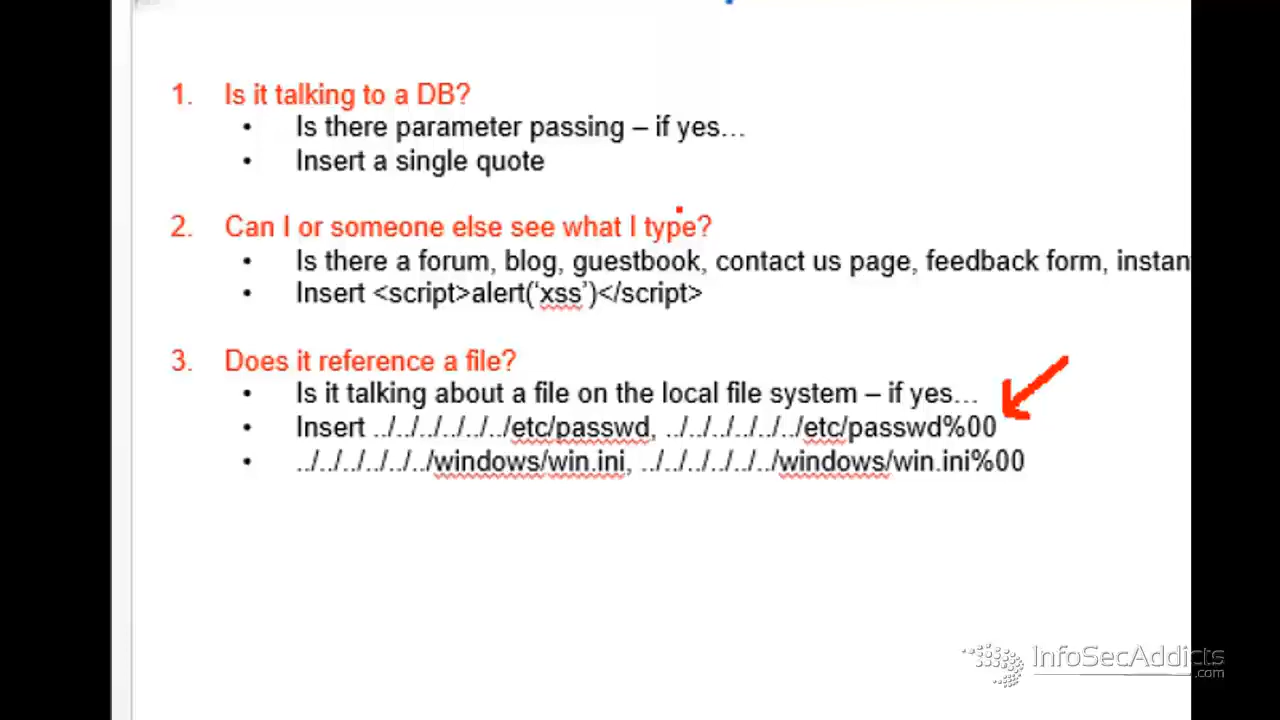 1. Is it talking to a DB?
• Is there parameter passing – if yes…
• Insert a single quote
2. Can I or someone else see what I type?
• Is there a forum, blog, guestbook, contact us page, feedback form, instan
• Insert <script>alert(‘xss’)</script>
3. Does it reference a file?
• Is it talking about a file on the local file system – if yes…
• Insert ../../../../../../etc/passwd, ../../../../../../etc/passwd%00
• ../../../../../../windows/win.ini, ../../../../../../windows/win.ini%00
InfoSecAddicts
.com